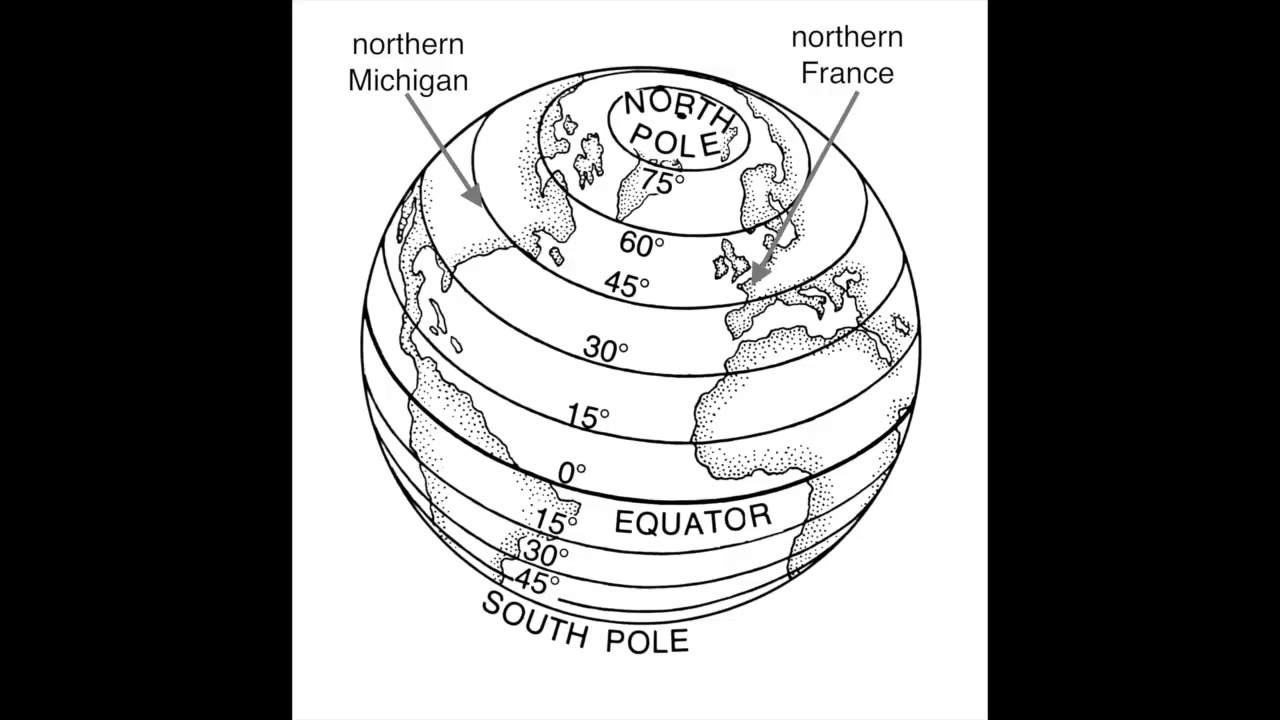 northern
Michigan
northern
France
NORTH
POLE
75°
60°
45°
30°
15°
0°
EQUATOR
15°
30°
45°
SOUTH POLE